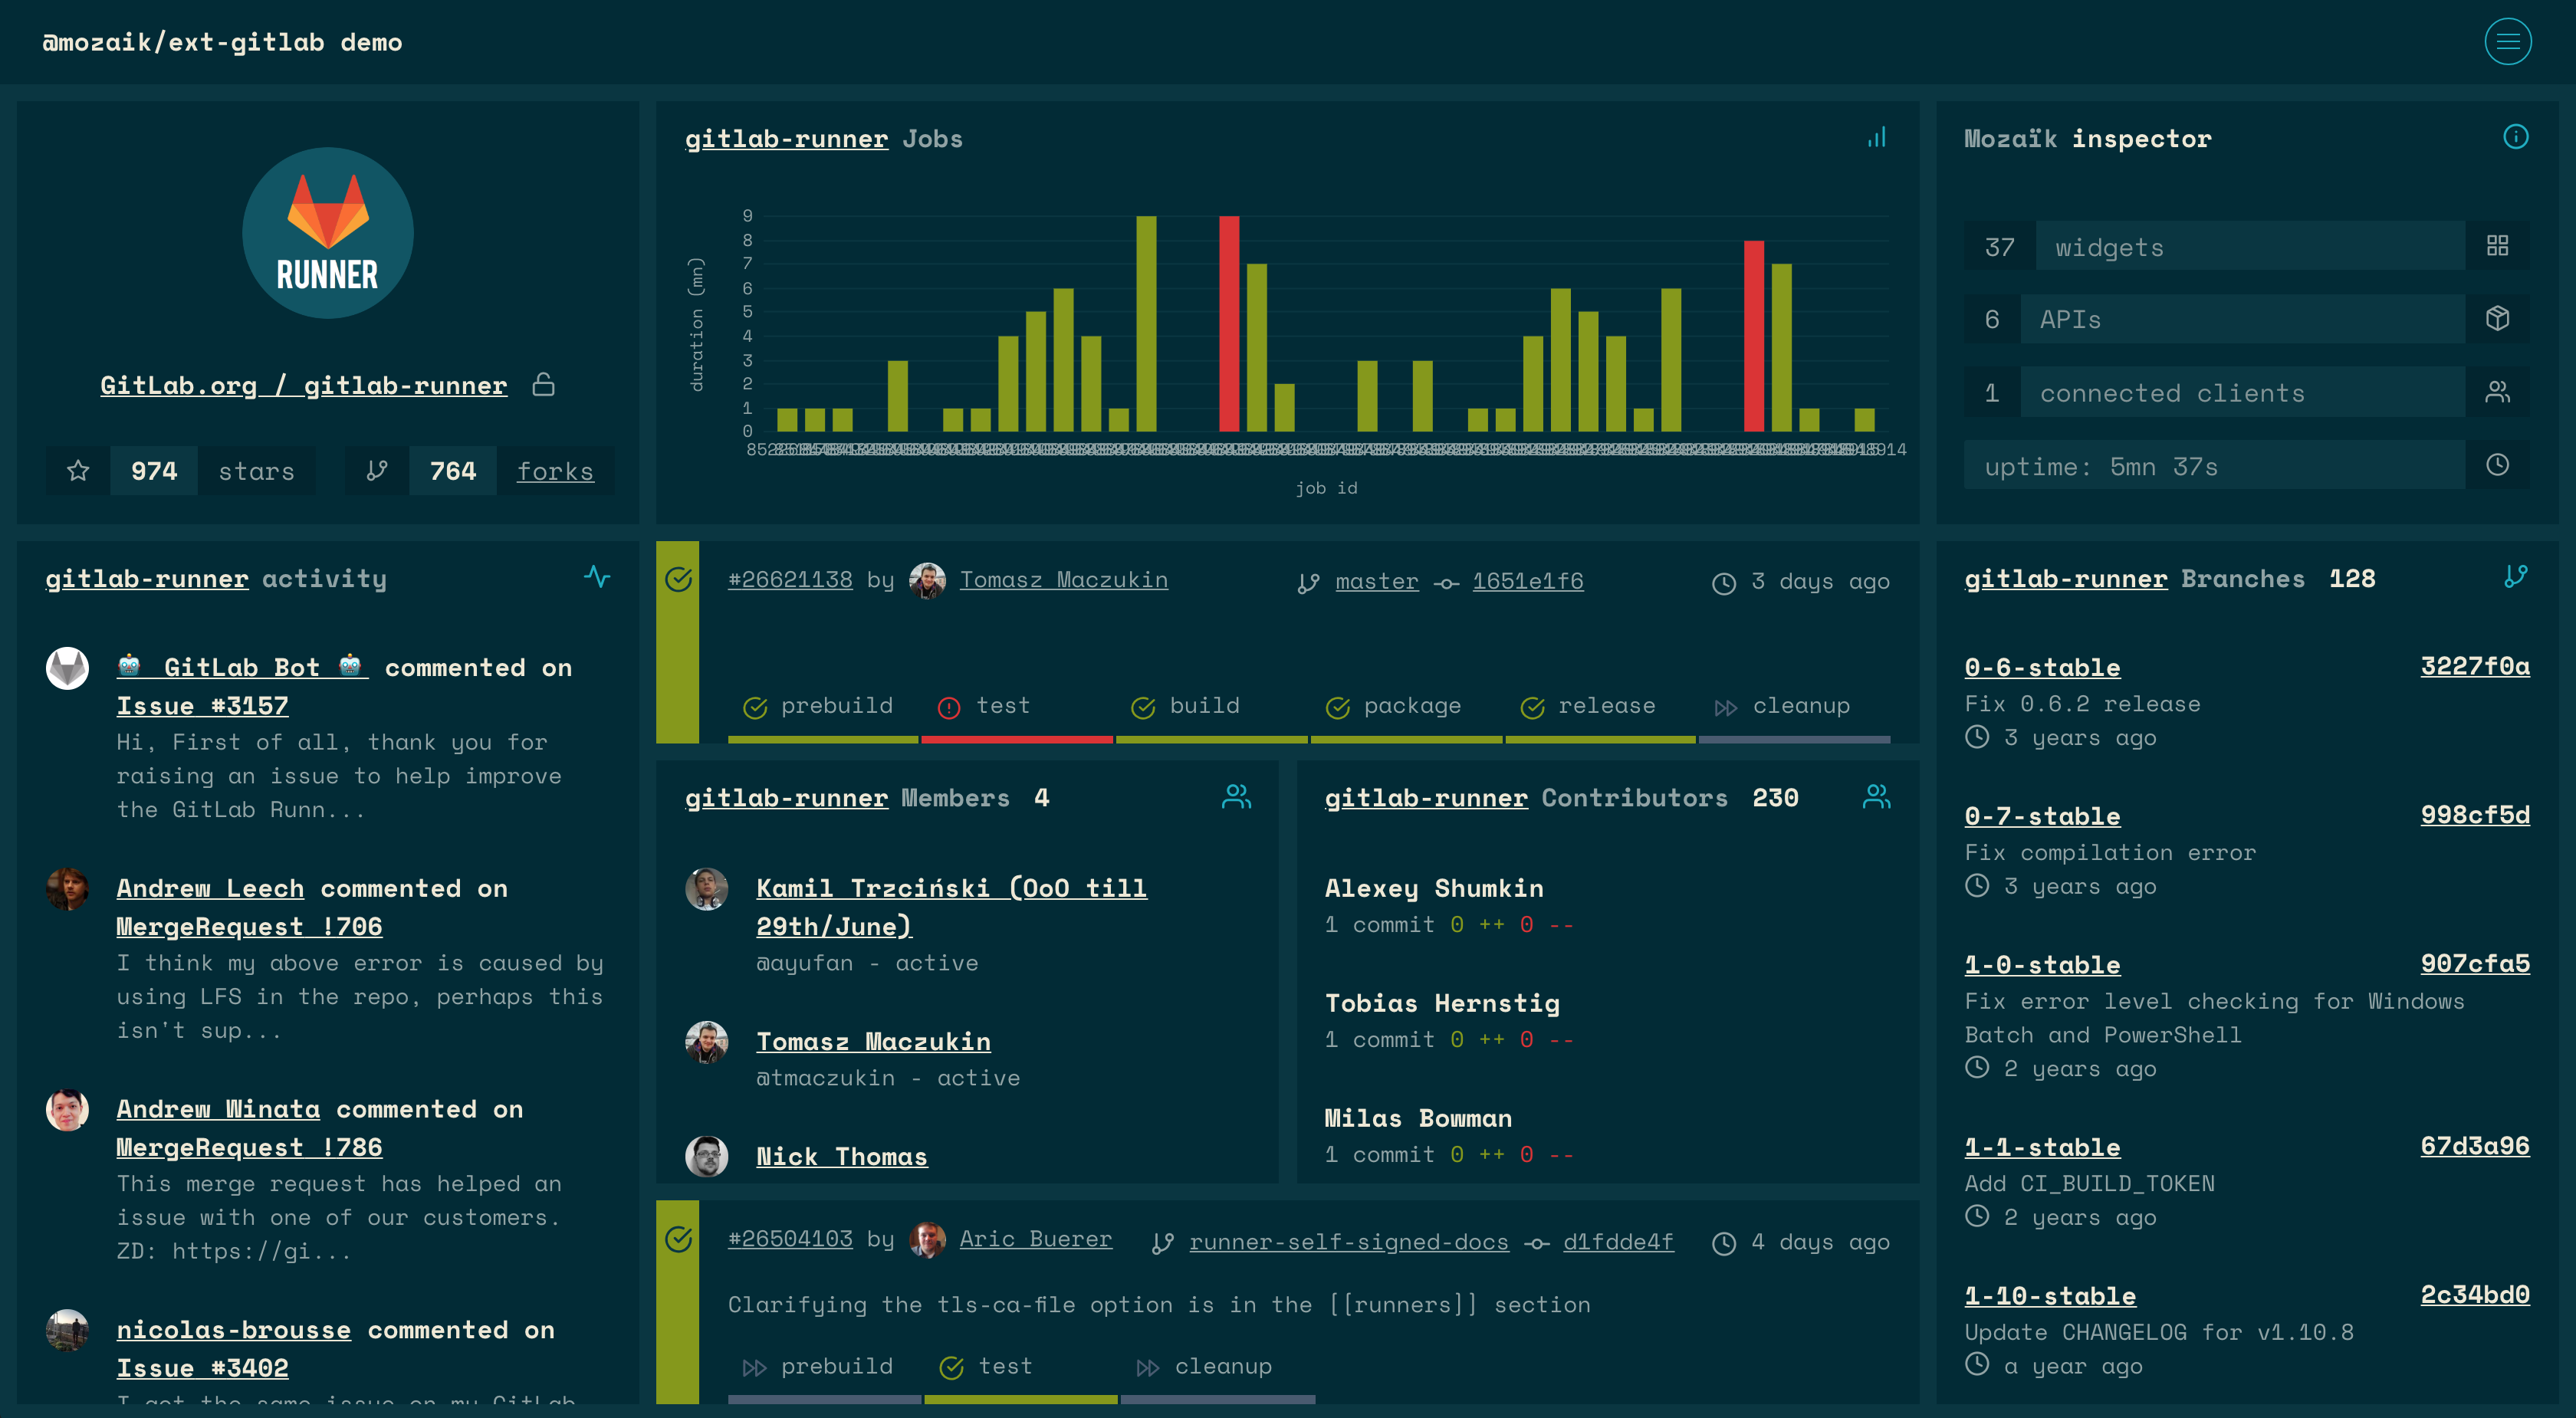 @mozaik/ext-gitlab demo
RUNNER
GitLab.org / gitlab-runner
974 stars
764 forks
gitlab-runner Jobs
9
8
7
6
5
4
3
2
1
0
duration (mn)
job id
Mozaïk inspector
37 widgets
6 APIs
1 connected clients
uptime: 5mn 37s
gitlab-runner activity
🤖 GitLab Bot 🤖 commented on
Issue #3157
Hi, First of all, thank you for
raising an issue to help improve
the GitLab Runn...
Andrew Leech commented on
MergeRequest !706
I think my above error is caused by
using LFS in the repo, perhaps this
isn't sup...
Andrew Winata commented on
MergeRequest !786
This merge request has helped an
issue with one of our customers.
ZD: https://gi...
nicolas-brousse commented on
Issue #3402
I got the same issue on my GitLab
#26621138 by Tomasz Maczukin master 1651e1f6 3 days ago
prebuild test build package release cleanup
gitlab-runner Members 4
Kamil Trzciński (OoO till
29th/June)
@ayufan - active
Tomasz Maczukin
@tmaczukin - active
Nick Thomas
gitlab-runner Contributors 230
Alexey Shumkin
1 commit 0 ++ 0 --
Tobias Hernstig
1 commit 0 ++ 0 --
Milas Bowman
1 commit 0 ++ 0 --
#26504103 by Aric Buerer runner-self-signed-docs d1fdde4f 4 days ago
Clarifying the tls-ca-file option is in the [[runners]] section
prebuild test cleanup
gitlab-runner Branches 128
0-6-stable 3227f0a
Fix 0.6.2 release
3 years ago
0-7-stable 998cf5d
Fix compilation error
3 years ago
1-0-stable 907cfa5
Fix error level checking for Windows
Batch and PowerShell
2 years ago
1-1-stable 67d3a96
Add CI_BUILD_TOKEN
2 years ago
1-10-stable 2c34bd0
Update CHANGELOG for v1.10.8
a year ago